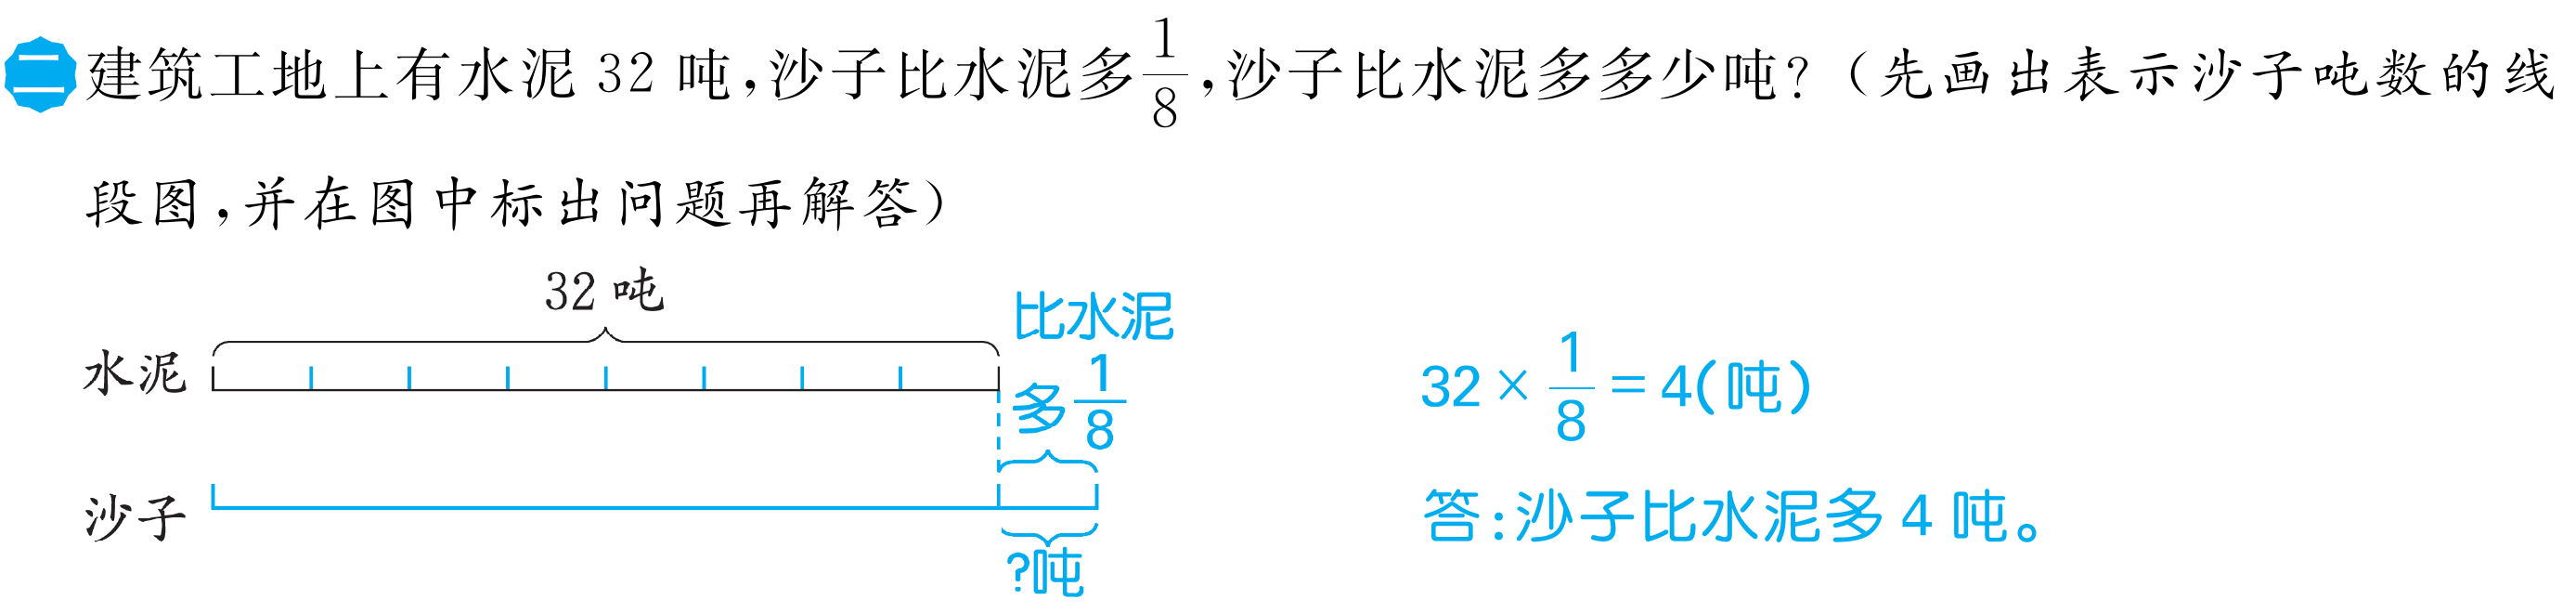 二 建筑工地上有水泥 32 吨,沙子比水泥多1/8,沙子比水泥多多少吨?(先画出表示沙子吨数的线
段图,并在图中标出问题再解答)
32 吨
水泥
比水泥
多1/8
沙子
?吨
32 × 1/8 = 4(吨)
答:沙子比水泥多 4 吨。